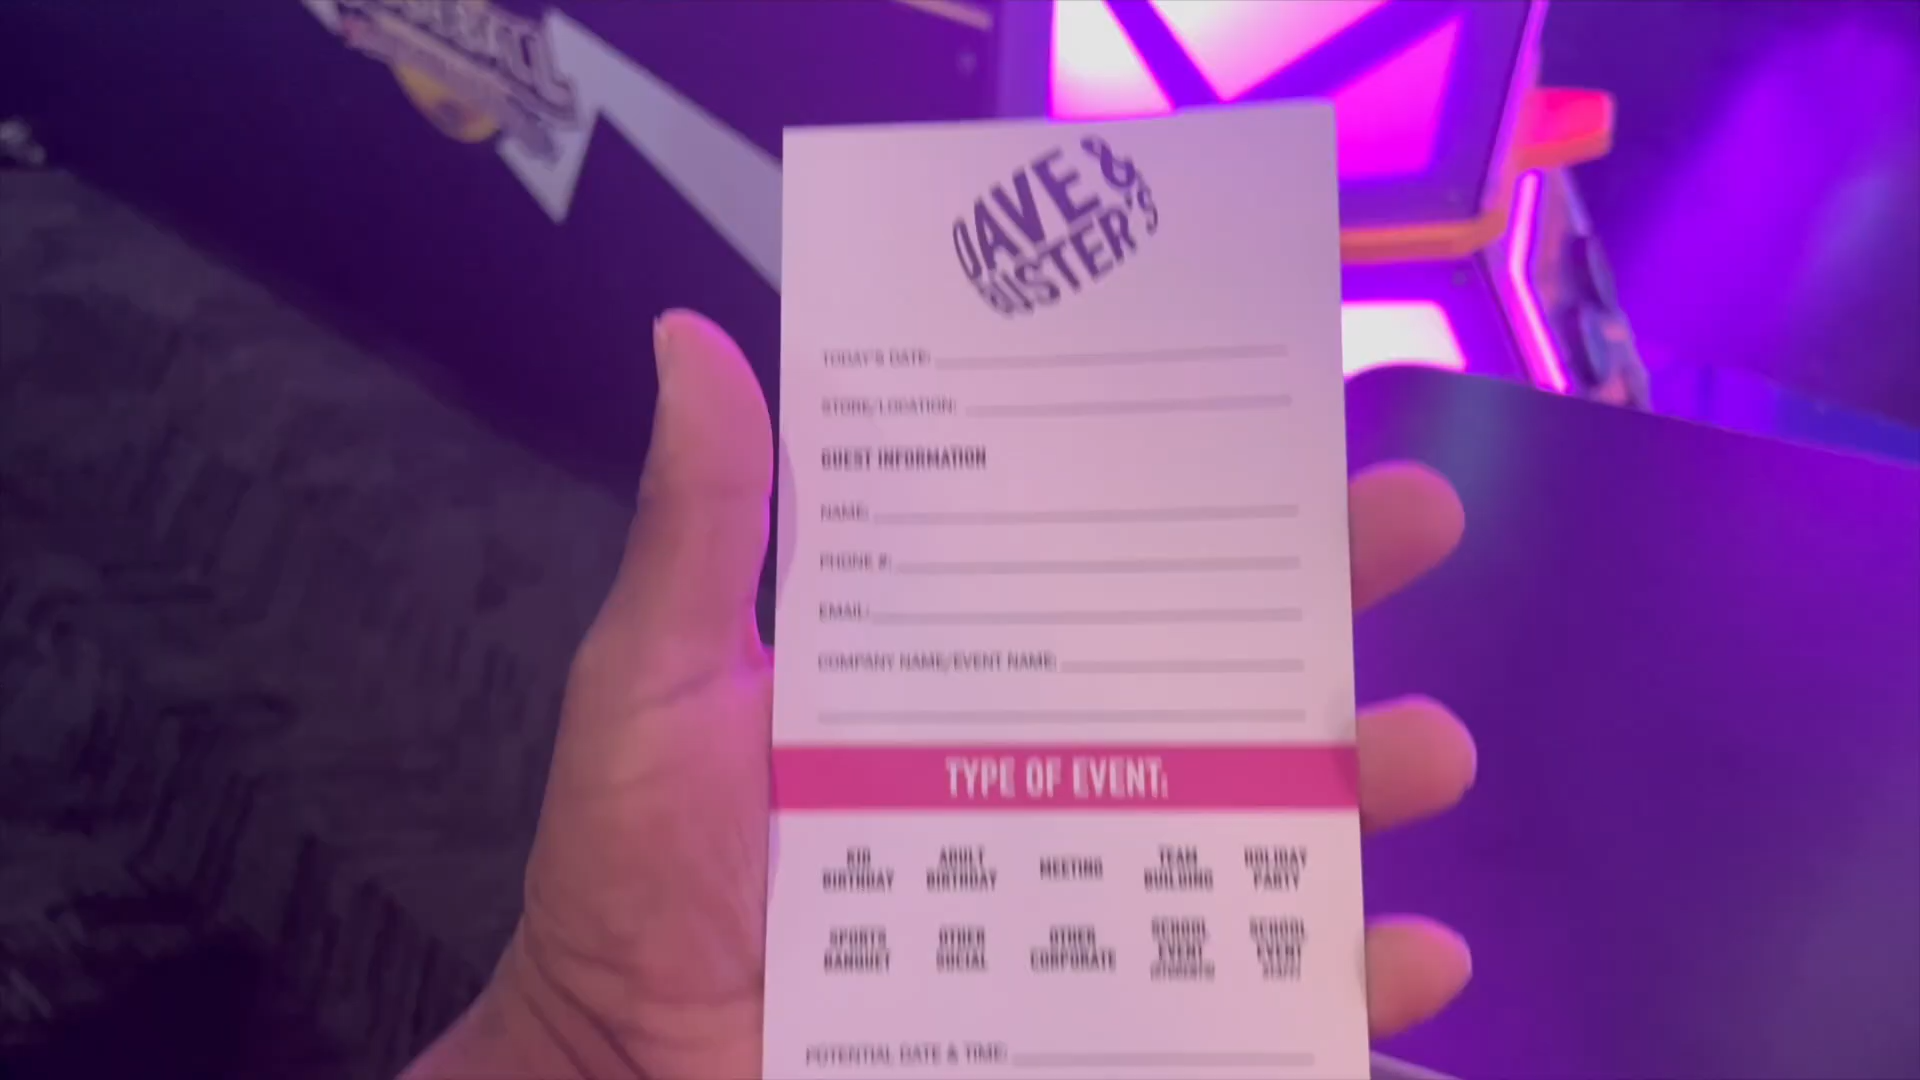 DAVE &
BUSTER'S
TODAY'S DATE:
STORE/LOCATION:
GUEST INFORMATION
NAME:
PHONE #:
EMAIL:
COMPANY NAME/EVENT NAME:
TYPE OF EVENT:
KID BIRTHDAY
ADULT BIRTHDAY
MEETING
TEAM BUILDING
HOLIDAY PARTY
SPORTS BANQUET
OTHER SOCIAL
OTHER CORPORATE
SCHOOL EVENT (STUDENTS)
SCHOOL EVENT (STAFF)
POTENTIAL DATE & TIME: